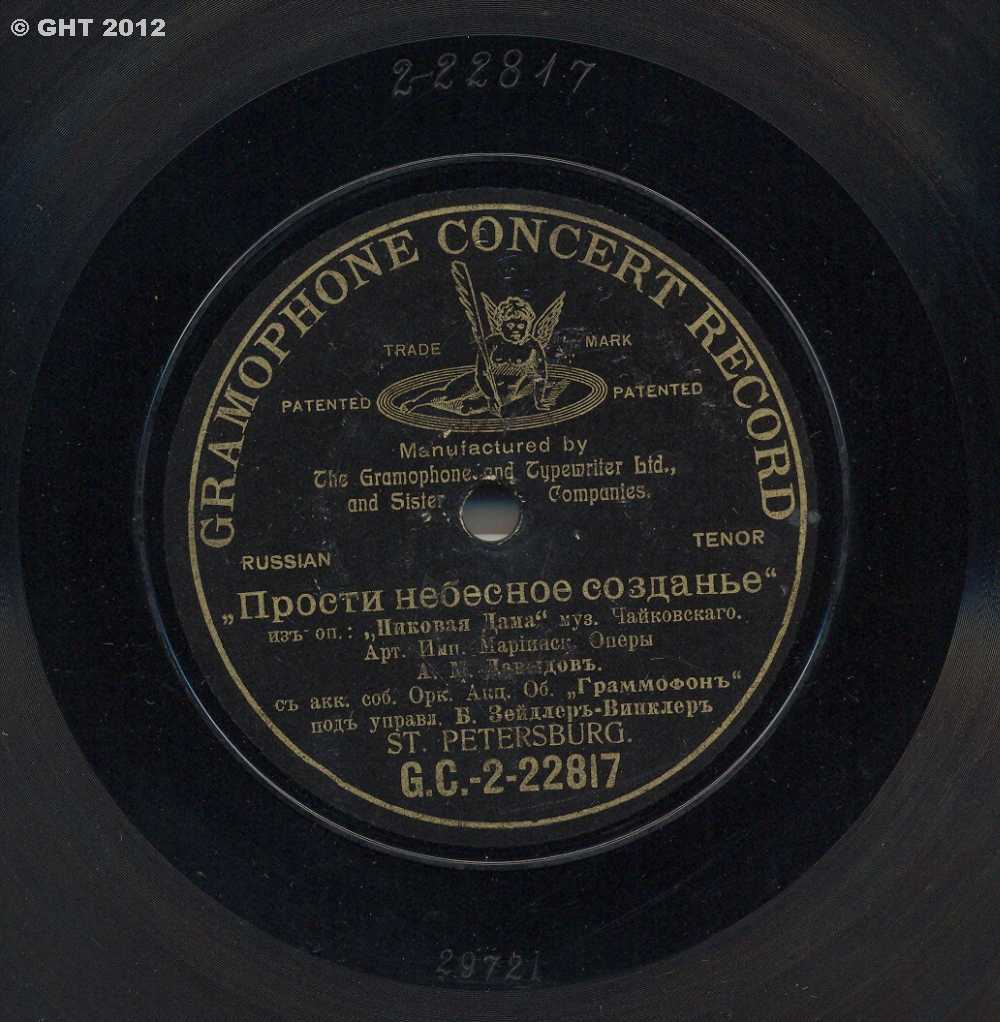 © GHT 2012
2-22817
GRAMOPHONE CONCERT RECORD
TRADE MARK
PATENTED PATENTED
Manufactured by
The Gramophone and Typewriter Ltd.,
and Sister Companies.
RUSSIAN
TENOR
„Прости небесное созданье“
изъ оп.: „Пиковая Дама“ муз. Чайковскаго.
Арт. Имп. Маріинск. Оперы
А. М. Давыдовъ.
съ акк. соб. Орк. Акц. Об. „Граммофонъ“
подъ управл. Б. Зейдлеръ-Винклеръ
ST. PETERSBURG.
G.C.-2-22817
29721